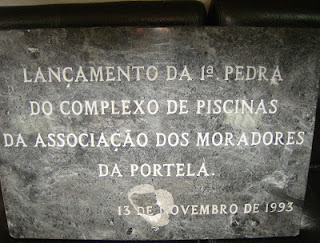 LANÇAMENTO DA 1ª. PEDRA
DO COMPLEXO DE PISCINAS
DA ASSOCIAÇÃO DOS MORADORES
DA PORTELA.
13 DE NOVEMBRO DE 1993